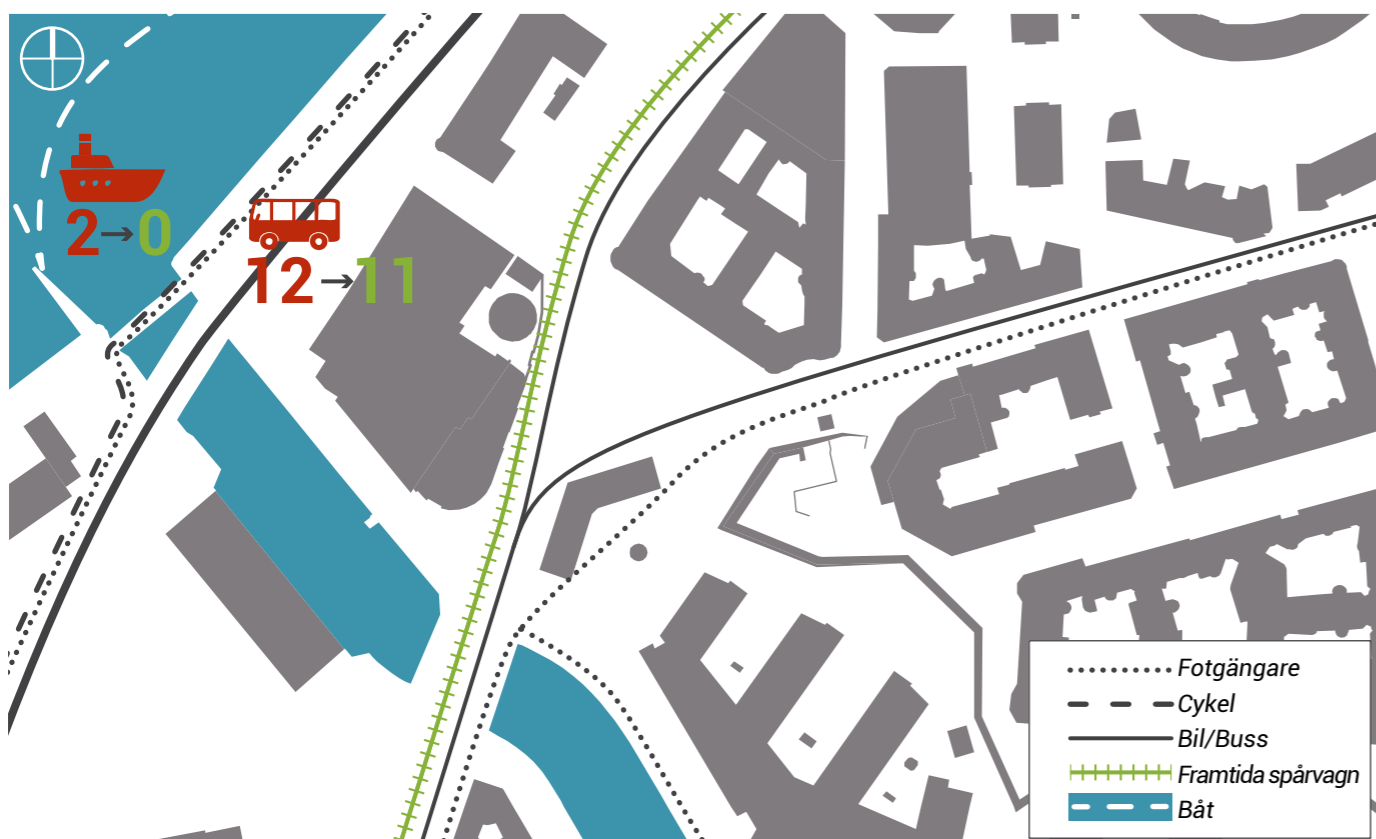 2→0
12→11
Fotgängare
Cykel
Bil/Buss
Framtida spårvagn
Båt